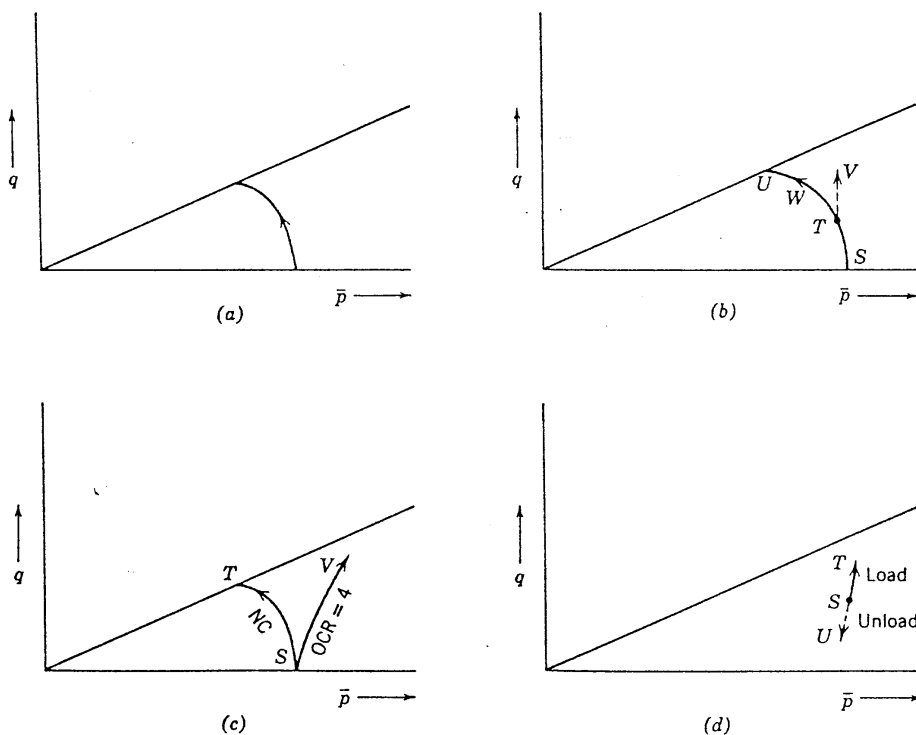 q
p̄
(a)
q
U
W
V
T
S
p̄
(b)
q
T
V
NC
OCR = 4
S
p̄
(c)
q
T
Load
S
Unload
U
p̄
(d)